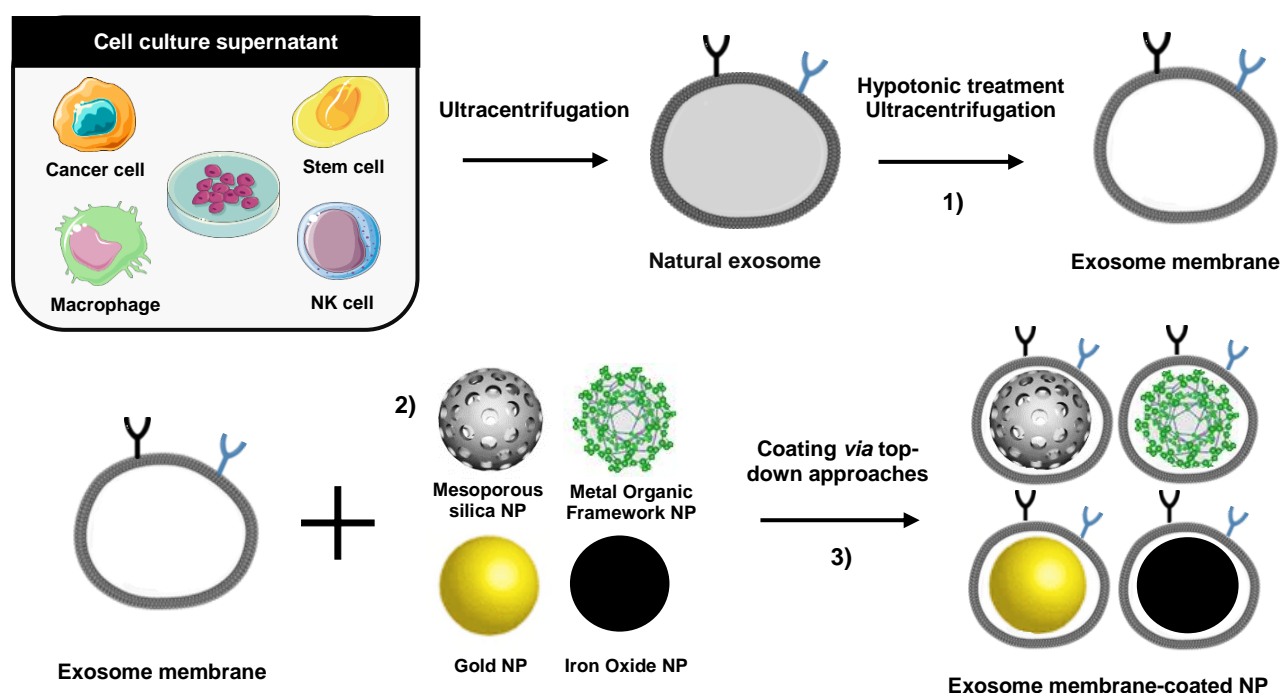 Cell culture supernatant
Cancer cell
Stem cell
Macrophage
NK cell
Ultracentrifugation
Natural exosome
Hypotonic treatment
Ultracentrifugation
1)
Exosome membrane
Exosome membrane
2)
Mesoporous
silica NP
Metal Organic
Framework NP
Gold NP
Iron Oxide NP
Coating via top-
down approaches
3)
Exosome membrane-coated NP